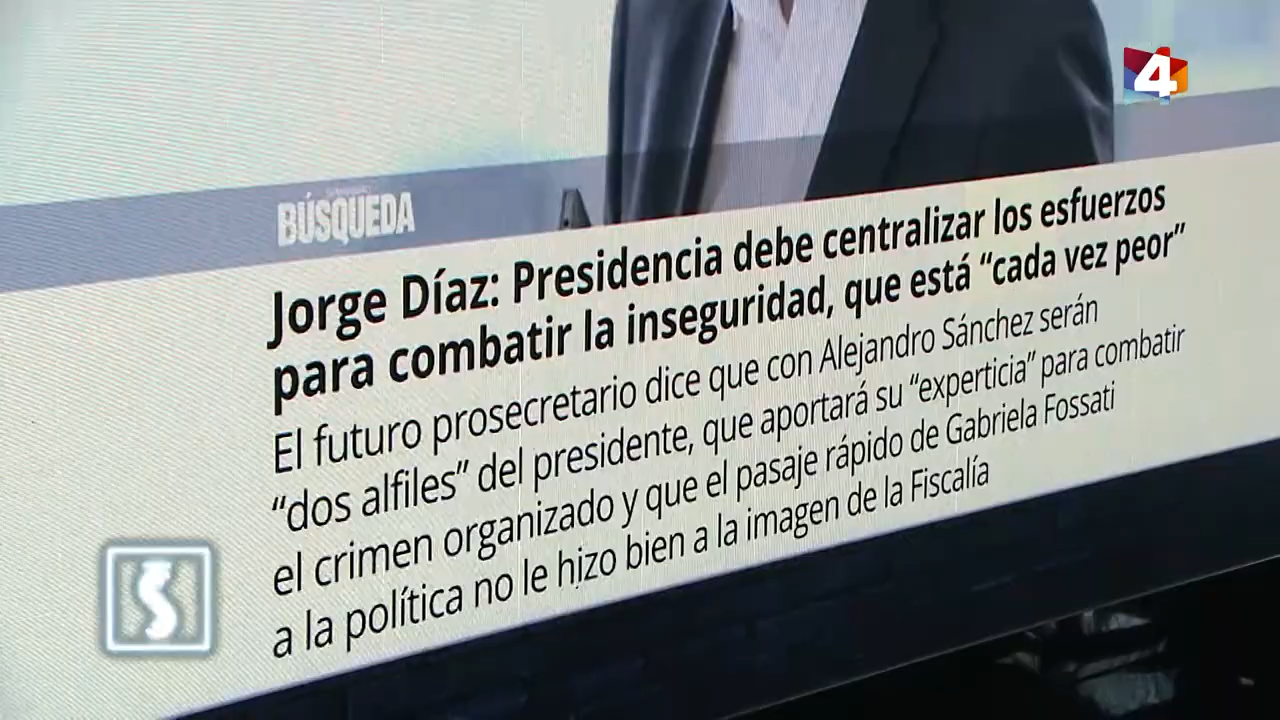 4
BÚSQUEDA
Jorge Díaz: Presidencia debe centralizar los esfuerzos
para combatir la inseguridad, que está “cada vez peor”
El futuro prosecretario dice que con Alejandro Sánchez serán
“dos alfiles” del presidente, que aportará su “experticia” para combatir
el crimen organizado y que el pasaje rápido de Gabriela Fossati
a la política no le hizo bien a la imagen de la Fiscalía
S